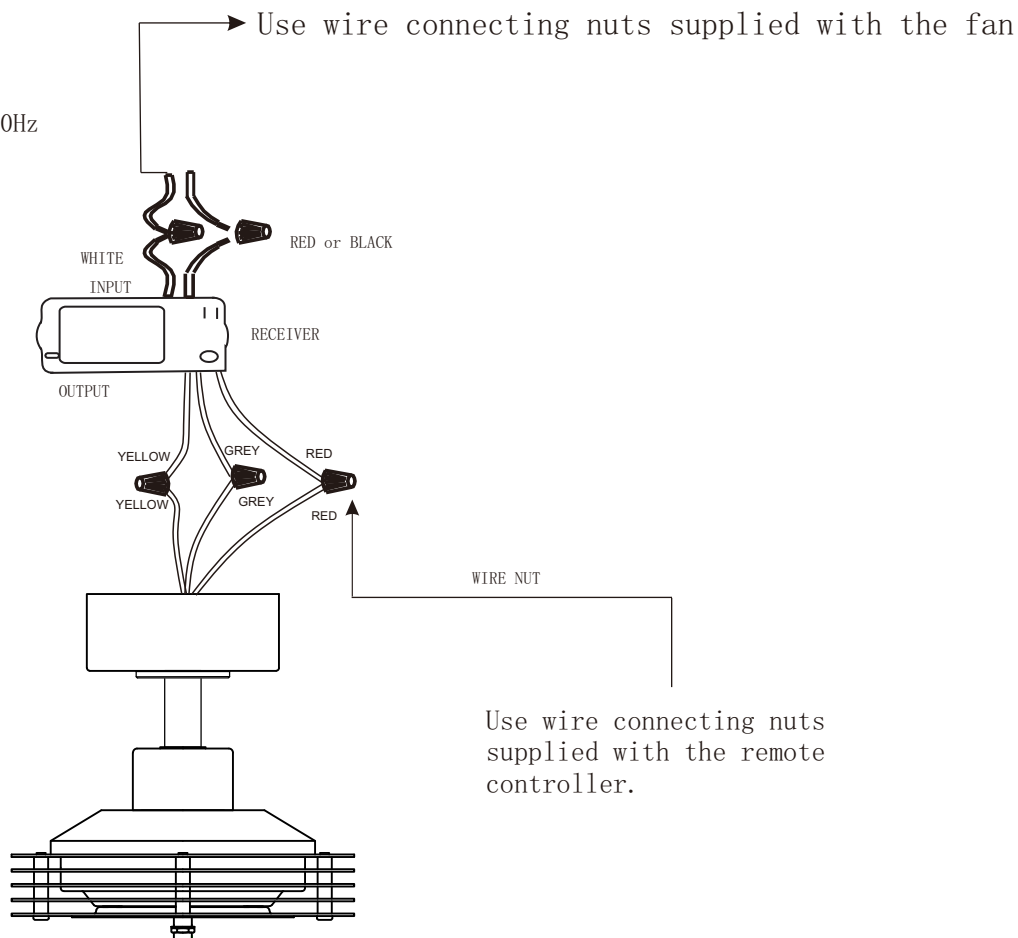 Use wire connecting nuts supplied with the fan
0Hz
RED or BLACK
WHITE
INPUT
RECEIVER
OUTPUT
YELLOW
GREY
RED
YELLOW
GREY
RED
WIRE NUT
Use wire connecting nuts
supplied with the remote
controller.